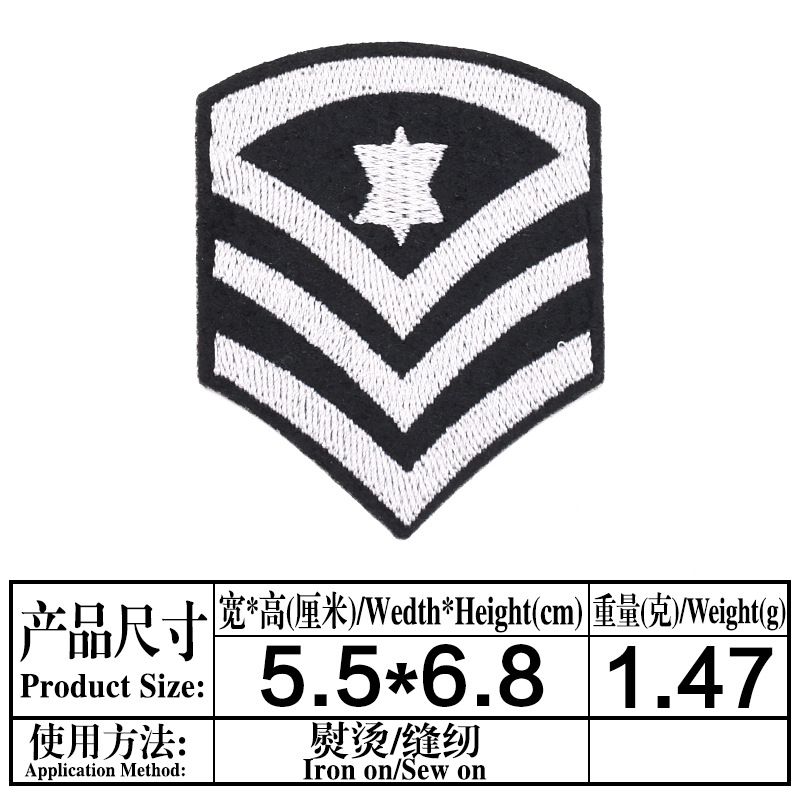 产品尺寸
Product Size:
宽*高(厘米)/Wedth*Height(cm)
重量(克)/Weight(g)
5.5*6.8
1.47
使用方法:
Application Method:
熨烫/缝纫
Iron on/Sew on